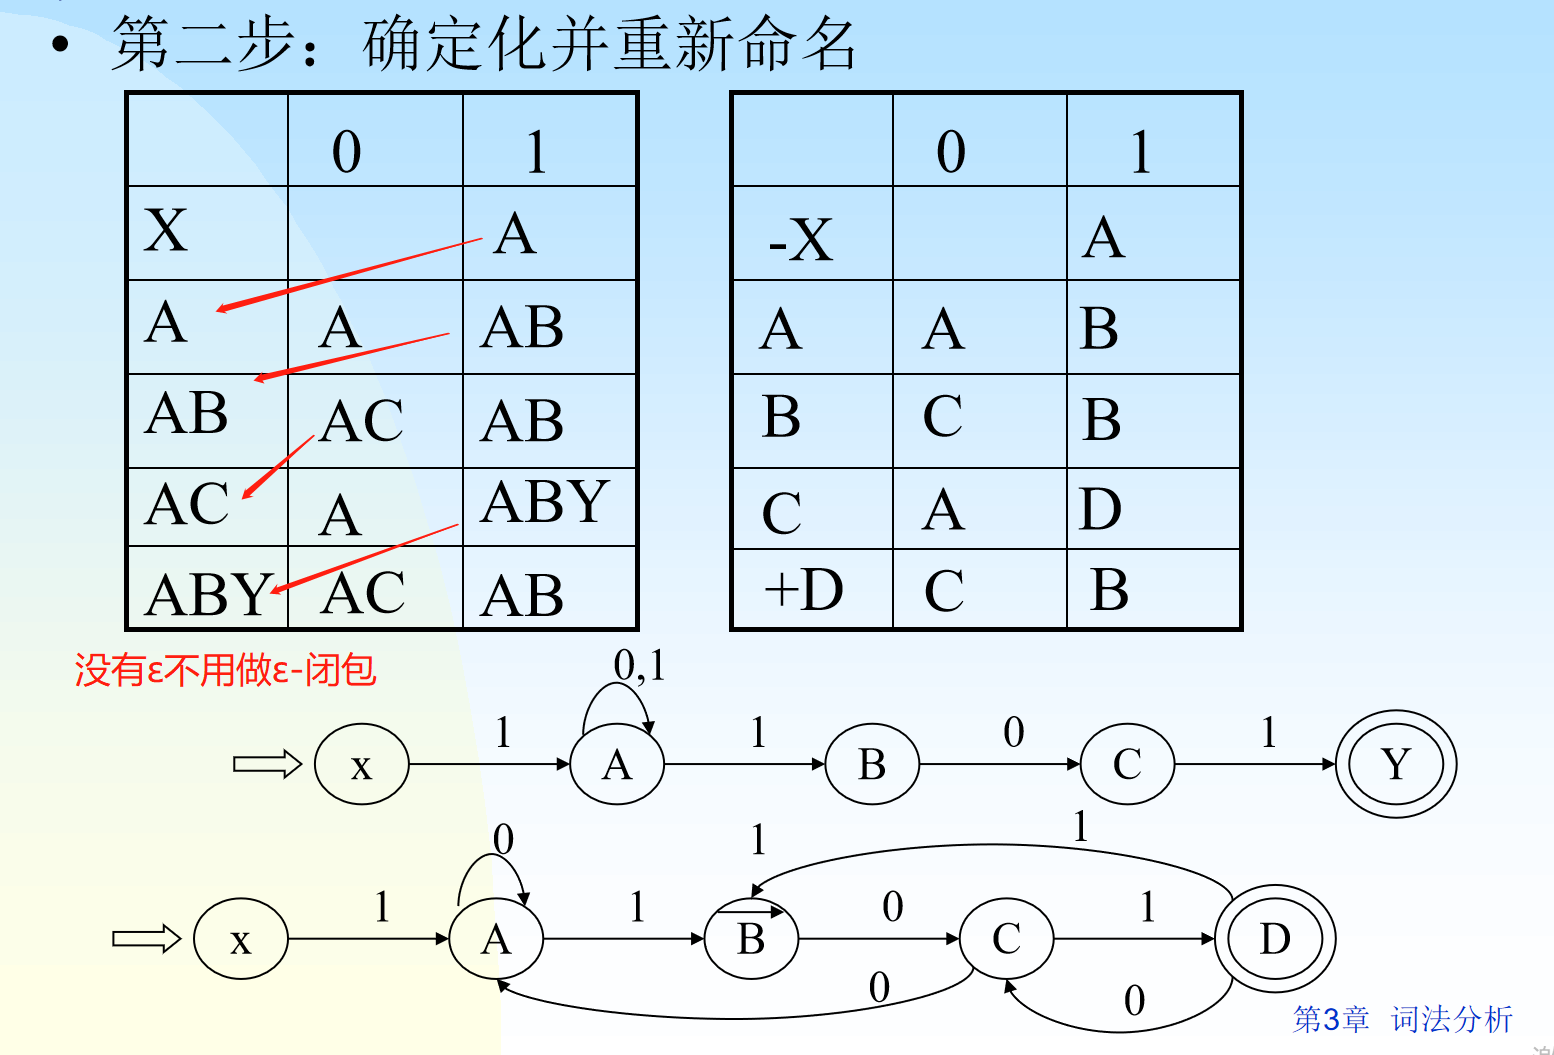 • 第二步：确定化并重新命名
0 1
X A
A A AB
AB AC AB
AC A ABY
ABY AC AB
0 1
-X A
A A B
B C B
C A D
+D C B
没有ε不用做ε-闭包
0,1
1 1 0 1
x A B C Y
0 1 1
1 1 0 1
x A B C D
0 0
第3章 词法分析